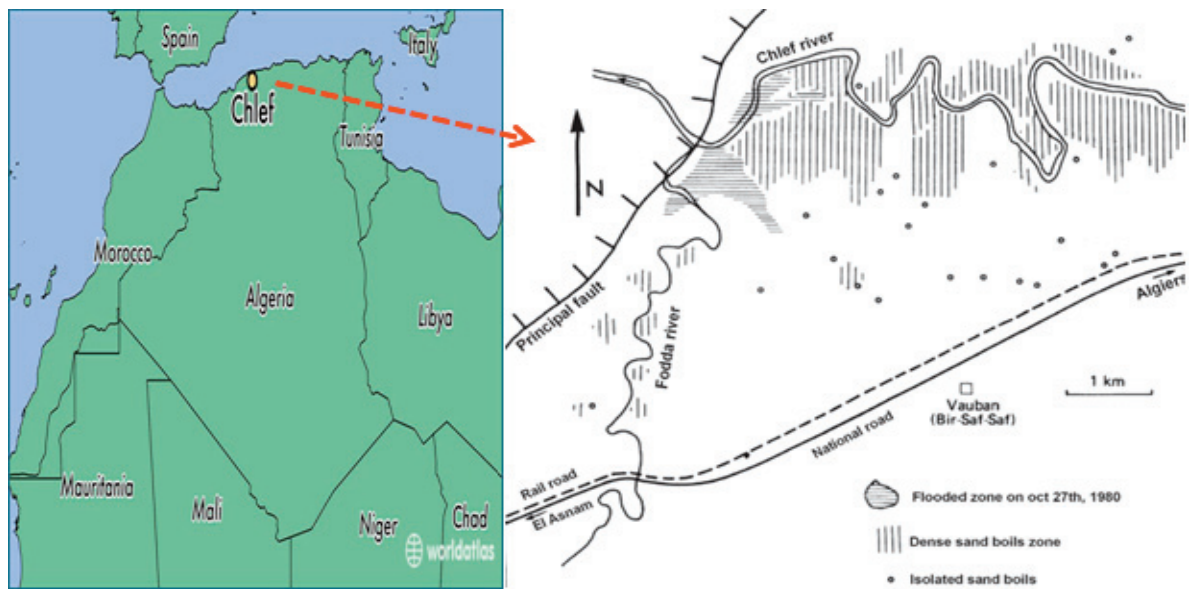 Spain
Italy
Chlef
Tunisia
Morocco
Algeria
Libya
Mauritania
Mali
Niger
Chad
worldatlas
Chlef river
N
Principal fault
Fodda river
Algiers
1 km
Vauban
(Bir-Saf-Saf)
National road
Rail road
El Asnam
Flooded zone on oct 27th, 1980
Dense sand boils zone
Isolated sand boils